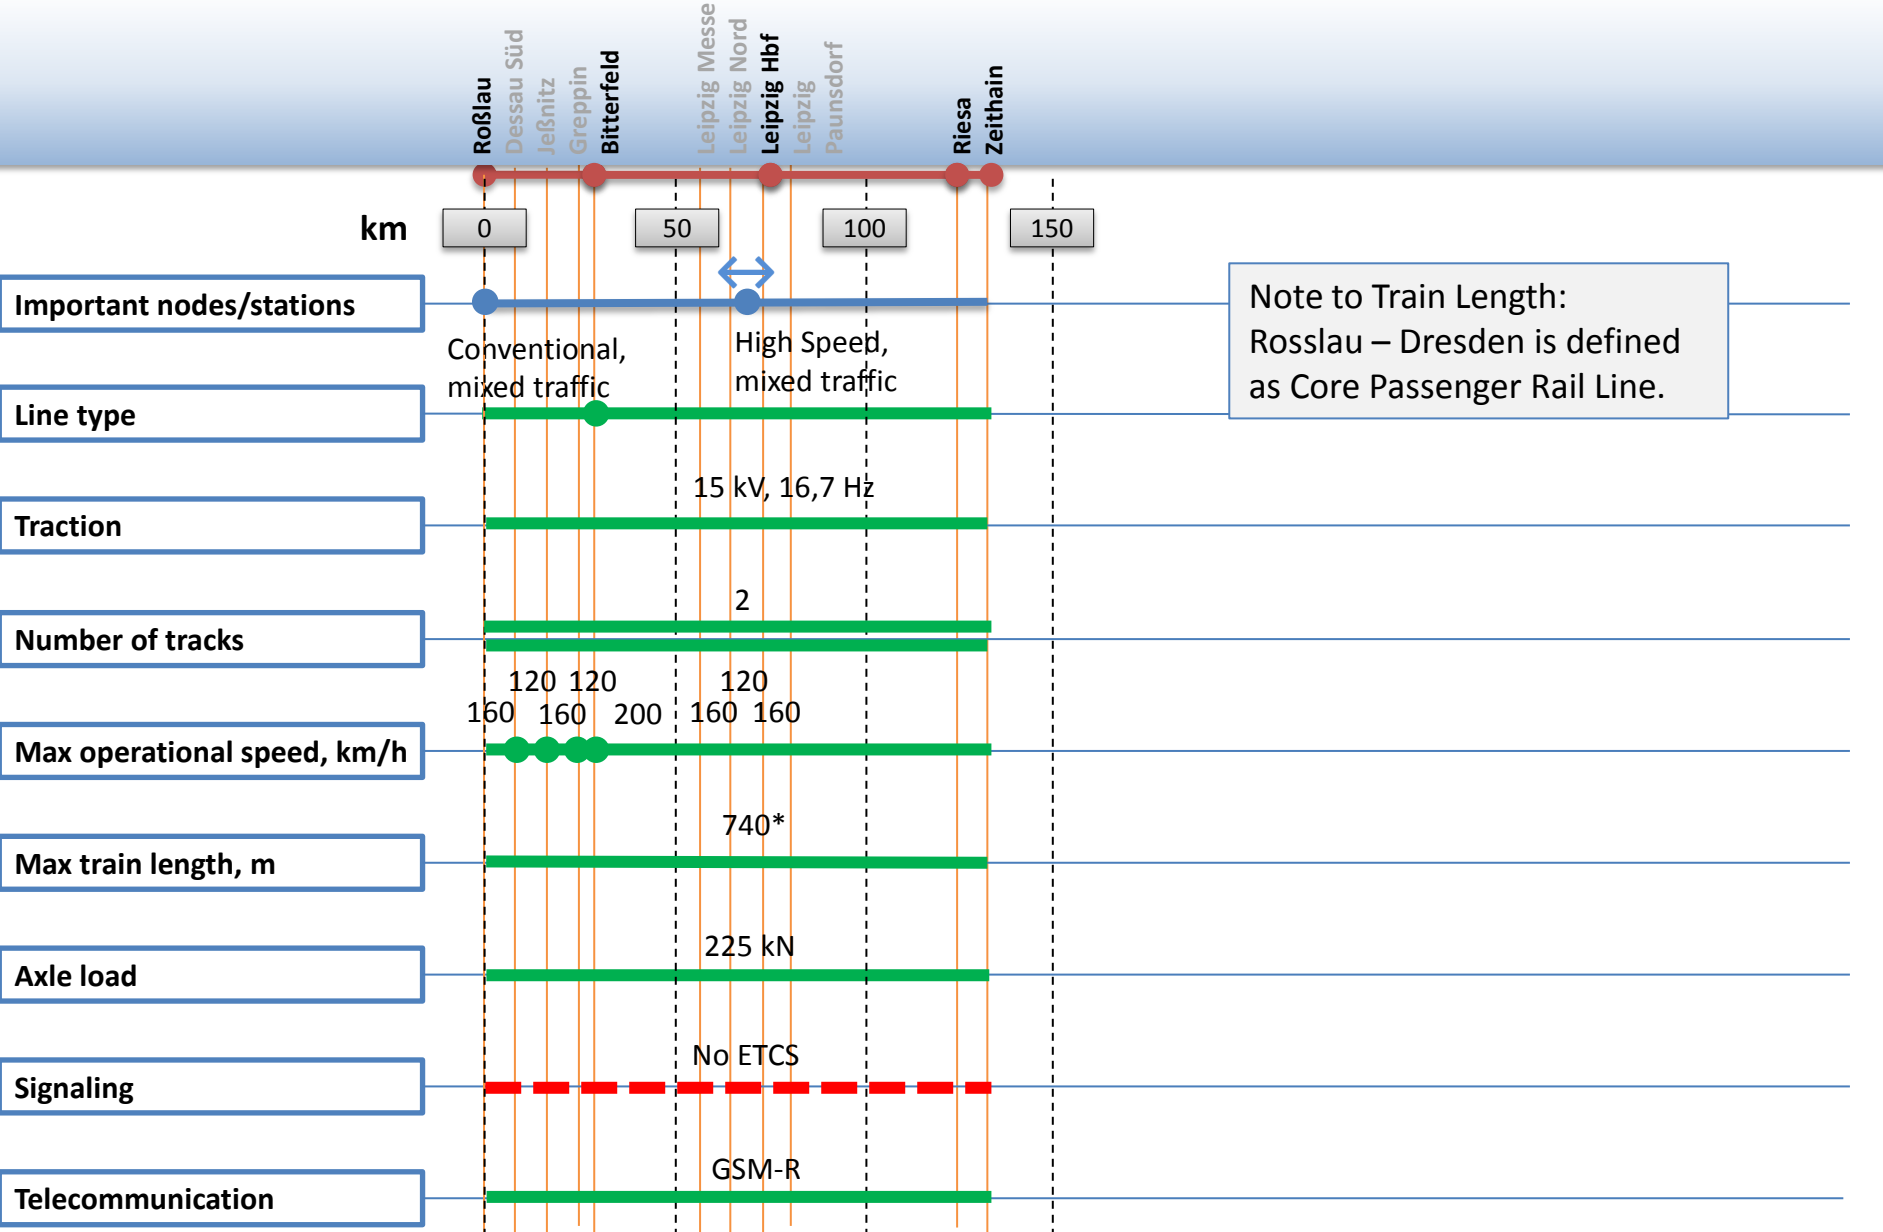 Roßlau
Dessau Süd
Jeßnitz
Greppin
Bitterfeld
Leipzig Messe
Leipzig Nord
Leipzig Hbf
Leipzig
Paunsdorf
Riesa
Zeithain
km
0
50
100
150
Important nodes/stations
Note to Train Length:
Rosslau – Dresden is defined
as Core Passenger Rail Line.
Conventional,
mixed traffic
High Speed,
mixed traffic
Line type
15 kV, 16,7 Hz
Traction
2
Number of tracks
120 120 120
160 160 200 160 160
Max operational speed, km/h
740*
Max train length, m
225 kN
Axle load
No ETCS
Signaling
GSM-R
Telecommunication